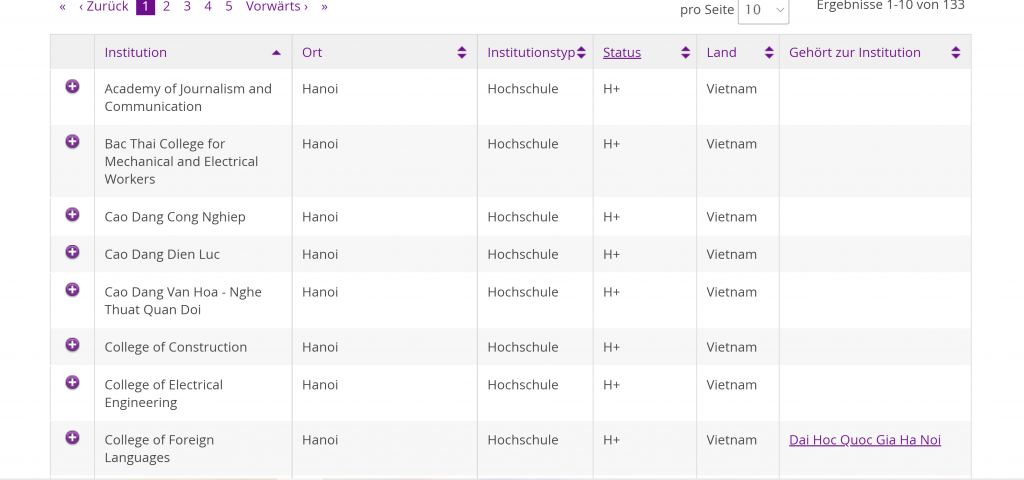 « ‹ Zurück 1 2 3 4 5 Vorwärts › »
pro Seite 10
Ergebnisse 1-10 von 133
Institution Ort Institutionstyp Status Land Gehört zur Institution
Academy of Journalism and Hanoi Hochschule H+ Vietnam
Communication
Bac Thai College for Hanoi Hochschule H+ Vietnam
Mechanical and Electrical
Workers
Cao Dang Cong Nghiep Hanoi Hochschule H+ Vietnam
Cao Dang Dien Luc Hanoi Hochschule H+ Vietnam
Cao Dang Van Hoa - Nghe Hanoi Hochschule H+ Vietnam
Thuat Quan Doi
College of Construction Hanoi Hochschule H+ Vietnam
College of Electrical Hanoi Hochschule H+ Vietnam
Engineering
College of Foreign Hanoi Hochschule H+ Vietnam Dai Hoc Quoc Gia Ha Noi
Languages